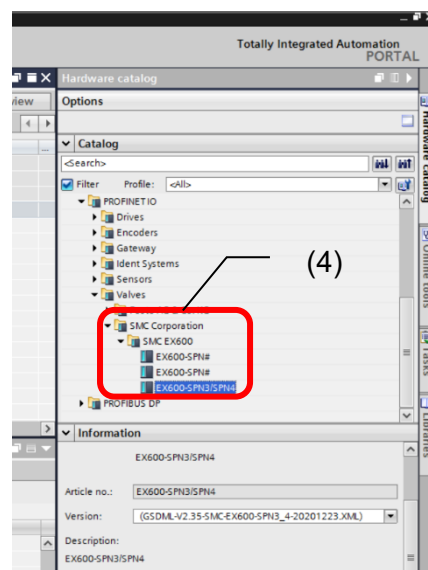 Totally Integrated Automation
PORTAL
Hardware catalog
view
Options
Catalog
<Search>
Filter Profile: <All>
PROFINET IO
Drives
Encoders
Gateway
Ident Systems
Sensors
Valves
(4)
SMC Corporation
SMC EX600
EX600-SPN#
EX600-SPN#
EX600-SPN3/SPN4
PROFIBUS DP
Information
EX600-SPN3/SPN4
Article no.: EX600-SPN3/SPN4
Version: (GSDML-V2.35-SMC-EX600-SPN3_4-20201223.XML)
Description:
EX600-SPN3/SPN4
Hardware catalog
Online tools
Tasks
Libraries